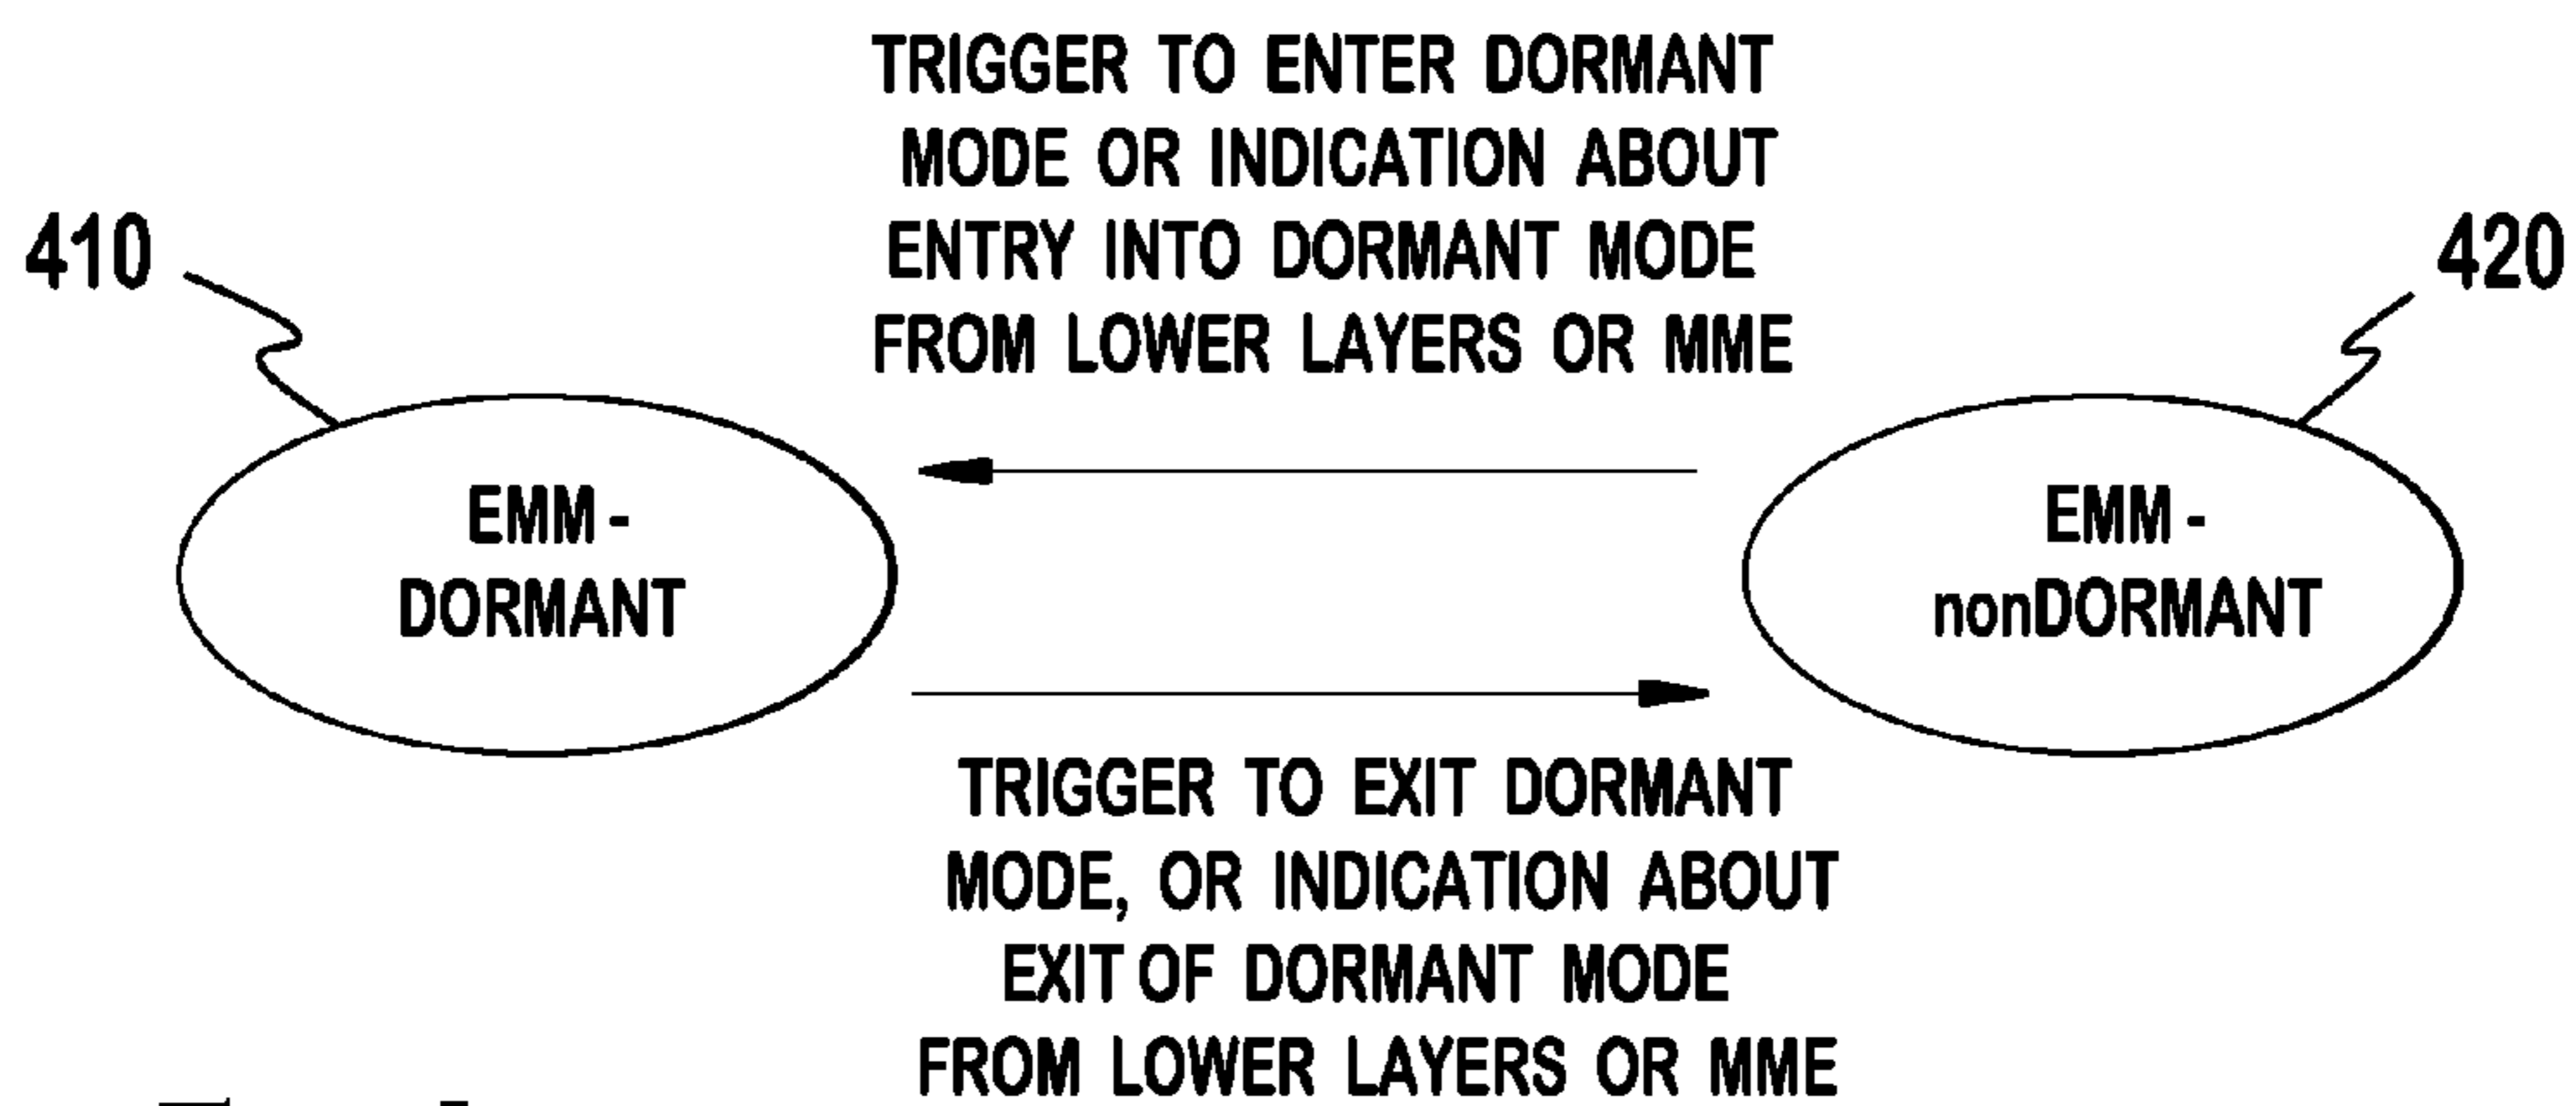 TRIGGER TO ENTER DORMANT
MODE OR INDICATION ABOUT
ENTRY INTO DORMANT MODE
FROM LOWER LAYERS OR MME
410
420
EMM -
DORMANT
EMM -
nonDORMANT
TRIGGER TO EXIT DORMANT
MODE, OR INDICATION ABOUT
EXIT OF DORMANT MODE
FROM LOWER LAYERS OR MME